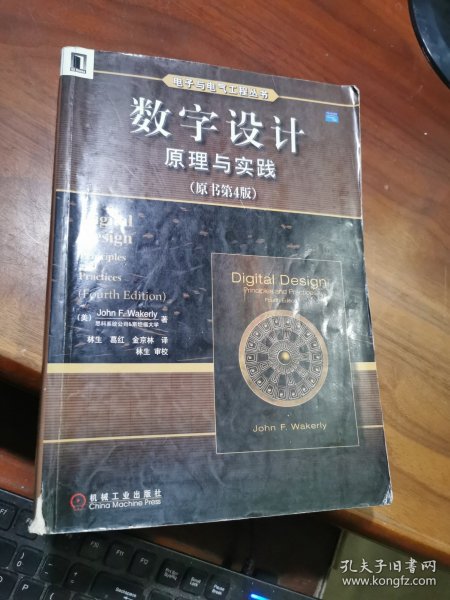 电子与电气工程丛书
数字设计
原理与实践
（原书第4版）
Digital
Design
Principles
and
Practices
(Fourth Edition)
（美） John F. Wakerly 著
思科系统公司&斯坦福大学
林生 葛红 金京林 译
林生 审校
Digital Design
Principles and Practices
Fourth Edition
John F. Wakerly
机械工业出版社
China Machine Press
孔夫子旧书网
www.kongfz.com